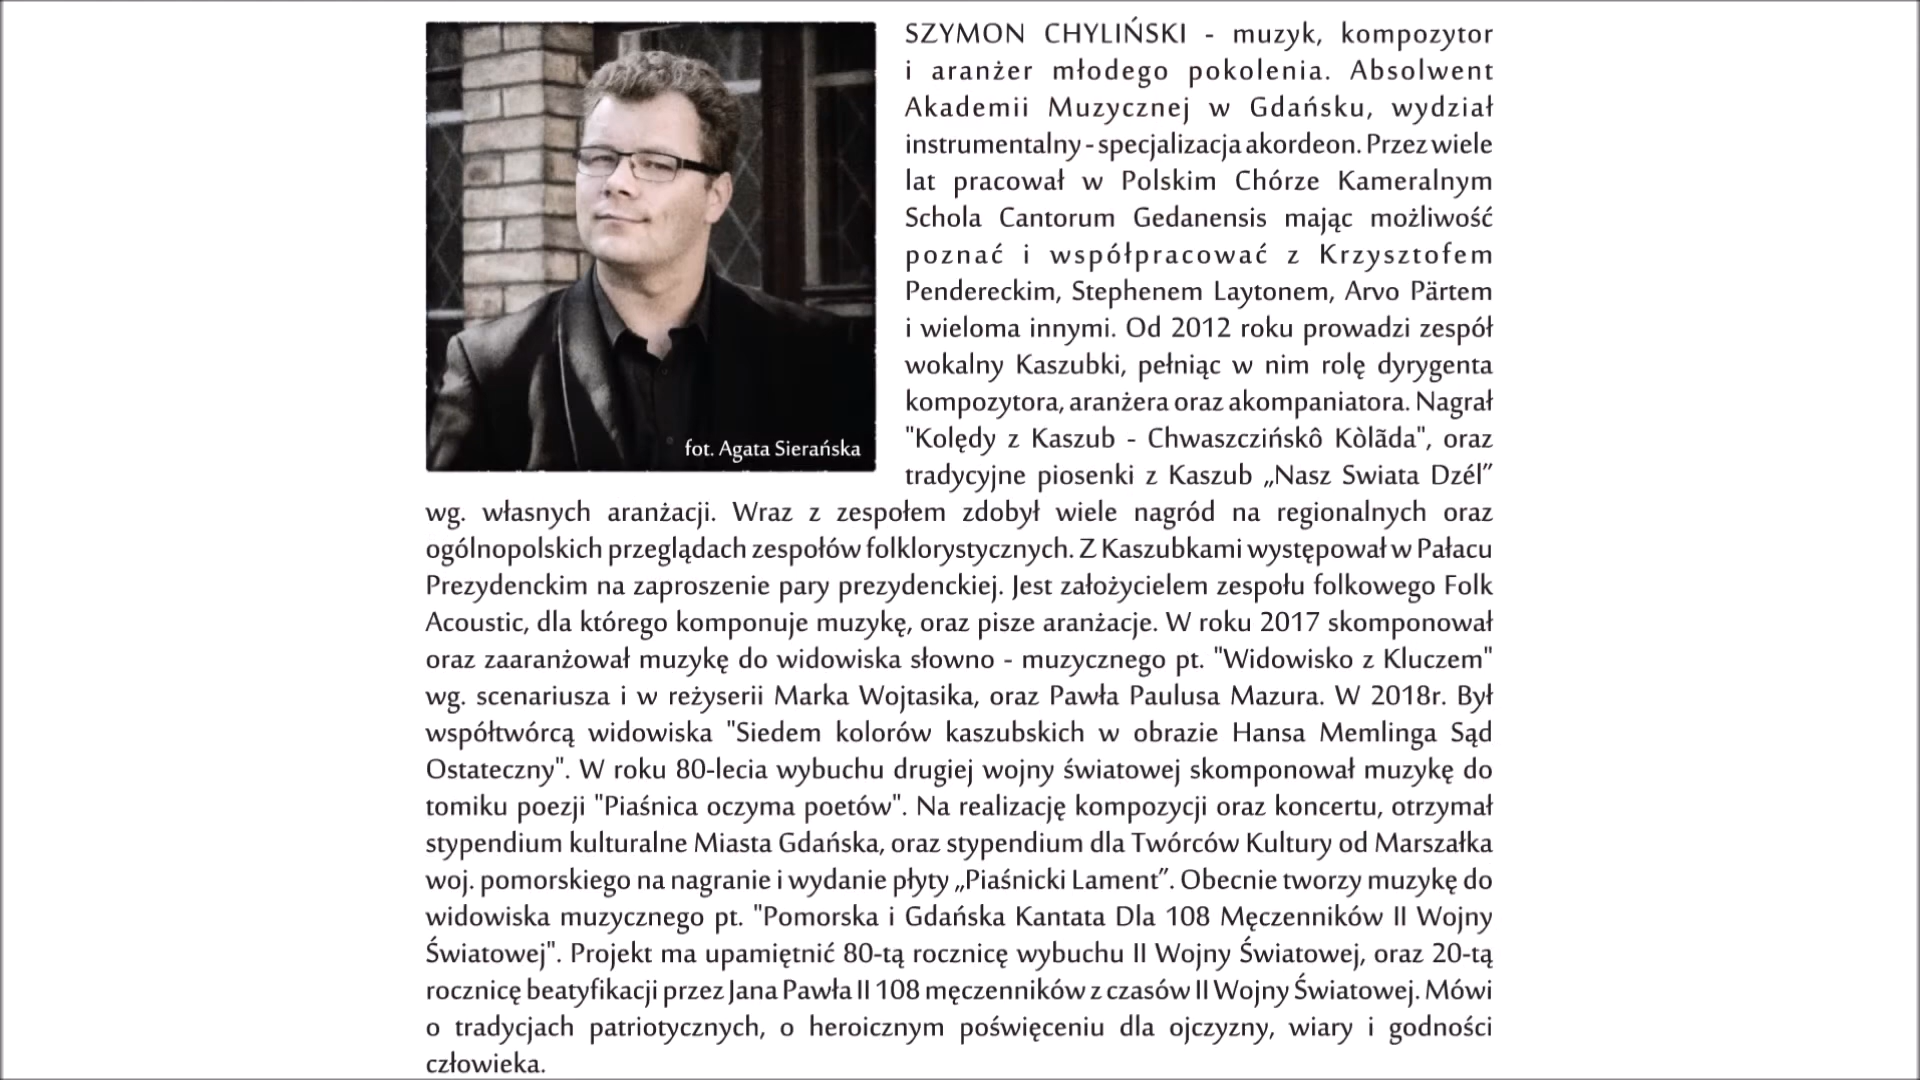 SZYMON CHYLIŃSKI - muzyk, kompozytor
i aranżer młodego pokolenia. Absolwent
Akademii Muzycznej w Gdańsku, wydział
instrumentalny - specjalizacja akordeon. Przez wiele
lat pracował w Polskim Chórze Kameralnym
Schola Cantorum Gedanensis mając możliwość
poznać i współpracować z Krzysztofem
Pendereckim, Stephenem Laytonem, Arvo Pärtem
i wieloma innymi. Od 2012 roku prowadzi zespół
wokalny Kaszubki, pełniąc w nim rolę dyrygenta
kompozytora, aranżera oraz akompaniatora. Nagrał
"Kolędy z Kaszub - Chwaszczińskô Kòlãda", oraz
tradycyjne piosenki z Kaszub „Nasz Swiata Dzél”
fot. Agata Sierańska
wg. własnych aranżacji. Wraz z zespołem zdobył wiele nagród na regionalnych oraz
ogólnopolskich przeglądach zespołów folklorystycznych. Z Kaszubkami występował w Pałacu
Prezydenckim na zaproszenie pary prezydenckiej. Jest założycielem zespołu folkowego Folk
Acoustic, dla którego komponuje muzykę, oraz pisze aranżacje. W roku 2017 skomponował
oraz zaaranżował muzykę do widowiska słowno - muzycznego pt. "Widowisko z Kluczem"
wg. scenariusza i w reżyserii Marka Wojtasika, oraz Pawła Paulusa Mazura. W 2018r. Był
współtwórcą widowiska "Siedem kolorów kaszubskich w obrazie Hansa Memlinga Sąd
Ostateczny". W roku 80-lecia wybuchu drugiej wojny światowej skomponował muzykę do
tomiku poezji "Piaśnica oczyma poetów". Na realizację kompozycji oraz koncertu, otrzymał
stypendium kulturalne Miasta Gdańska, oraz stypendium dla Twórców Kultury od Marszałka
woj. pomorskiego na nagranie i wydanie płyty „Piaśnicki Lament”. Obecnie tworzy muzykę do
widowiska muzycznego pt. "Pomorska i Gdańska Kantata Dla 108 Męczenników II Wojny
Światowej". Projekt ma upamiętnić 80-tą rocznicę wybuchu II Wojny Światowej, oraz 20-tą
rocznicę beatyfikacji przez Jana Pawła II 108 męczenników z czasów II Wojny Światowej. Mówi
o tradycjach patriotycznych, o heroicznym poświęceniu dla ojczyzny, wiary i godności
człowieka.